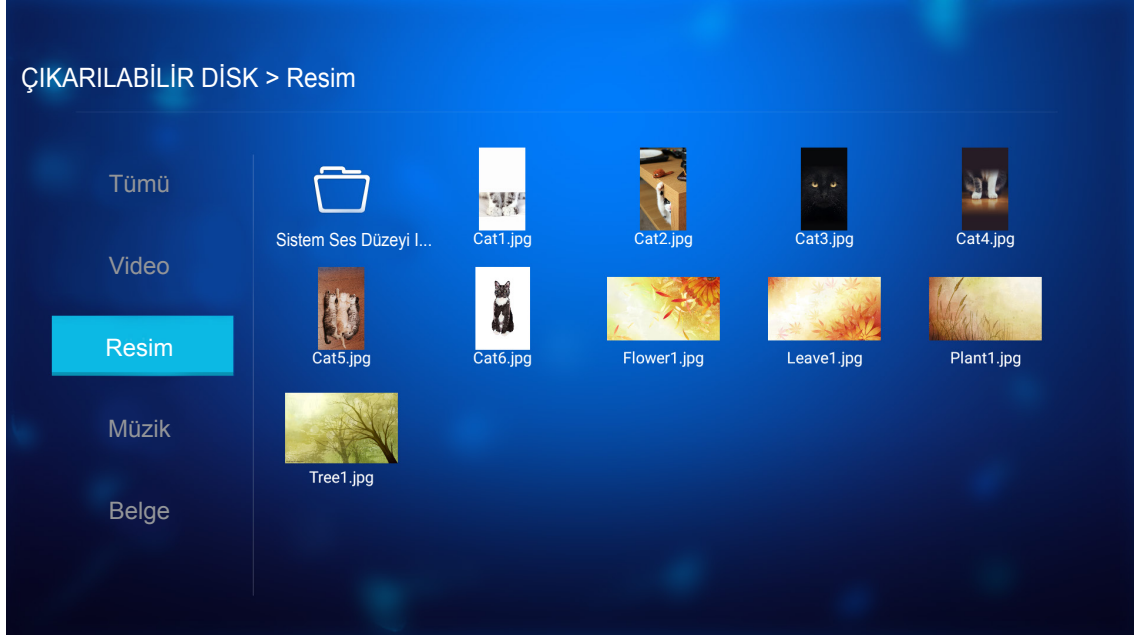 ÇIKARILABİLİR DİSK > Resim
Tümü
Video
Resim
Müzik
Belge
Sistem Ses Düzeyi I...
Cat1.jpg
Cat2.jpg
Cat3.jpg
Cat4.jpg
Cat5.jpg
Cat6.jpg
Flower1.jpg
Leave1.jpg
Plant1.jpg
Tree1.jpg